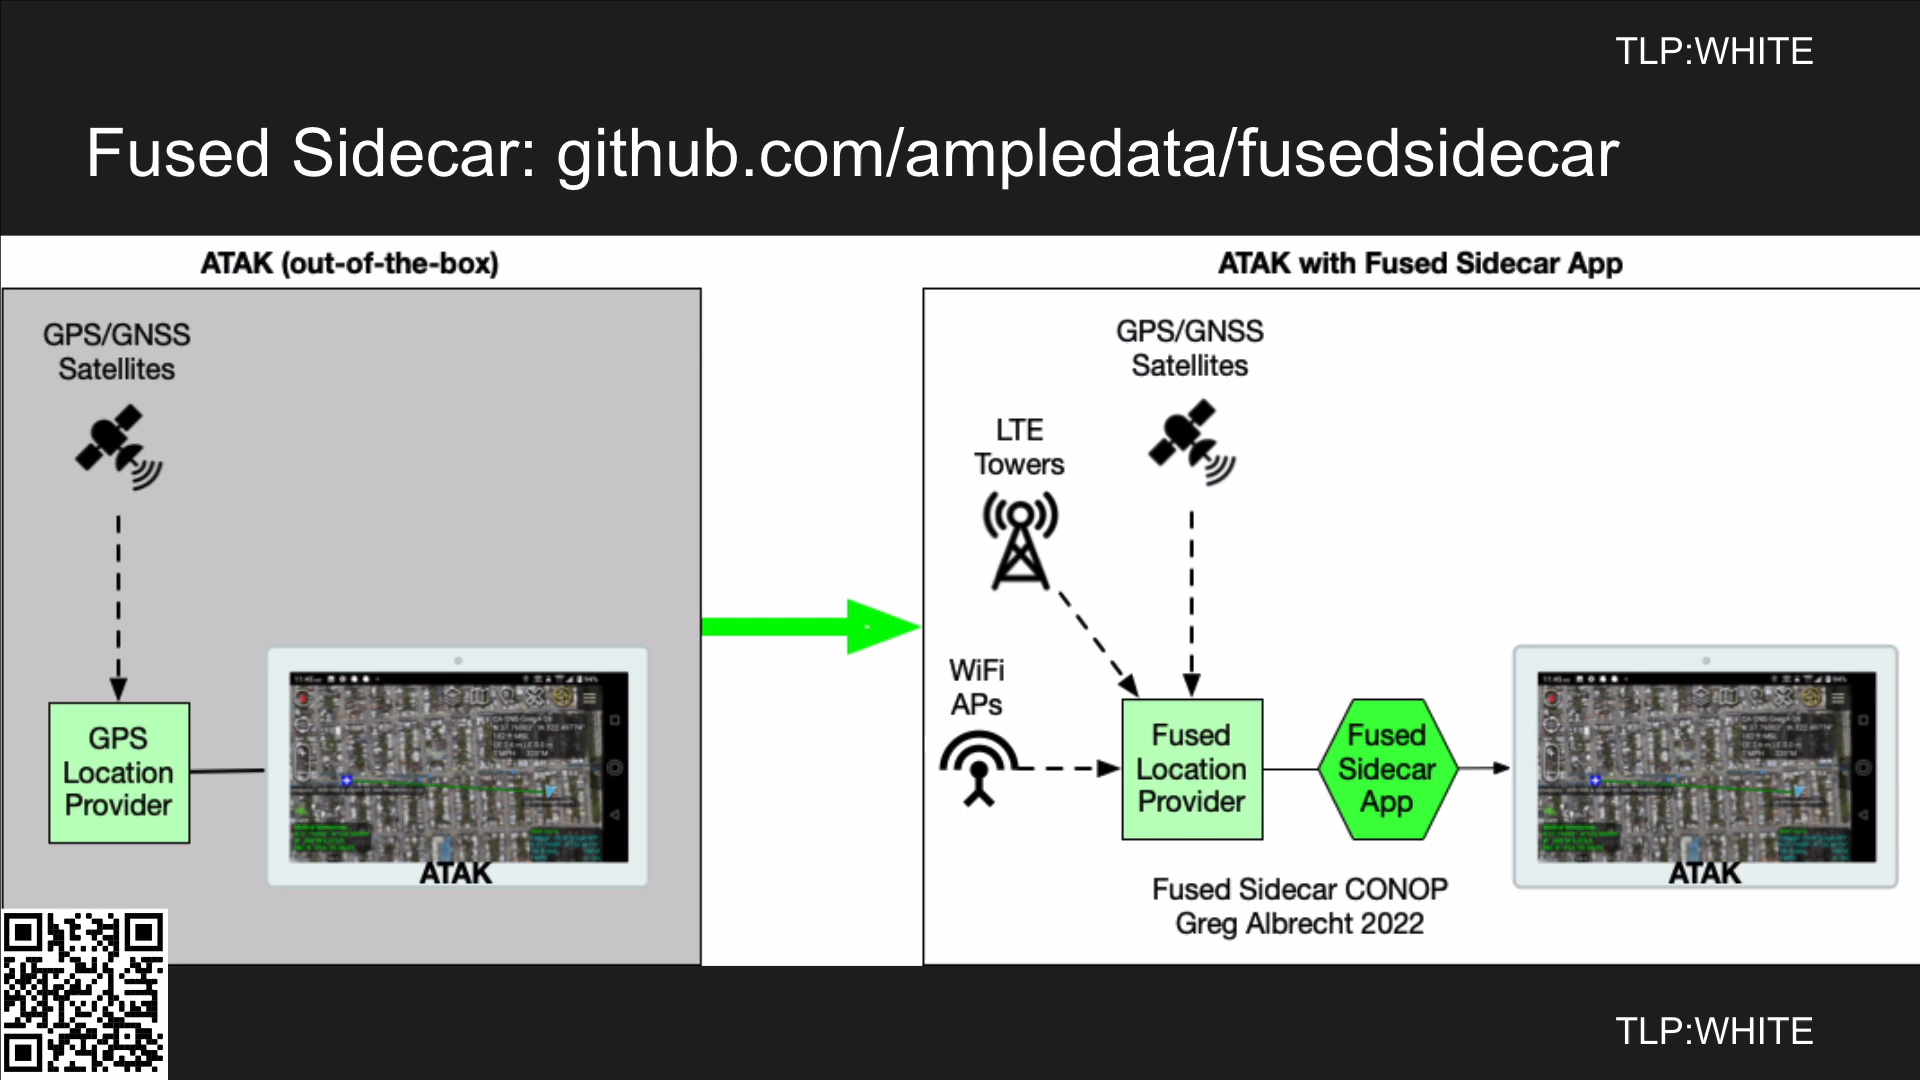 TLP:WHITE
Fused Sidecar: github.com/ampledata/fusedsidecar
ATAK (out-of-the-box)
GPS/GNSS
Satellites
GPS
Location
Provider
ATAK
ATAK with Fused Sidecar App
GPS/GNSS
Satellites
LTE
Towers
WiFi
APs
Fused
Location
Provider
Fused
Sidecar
App
ATAK
Fused Sidecar CONOP
Greg Albrecht 2022
TLP:WHITE